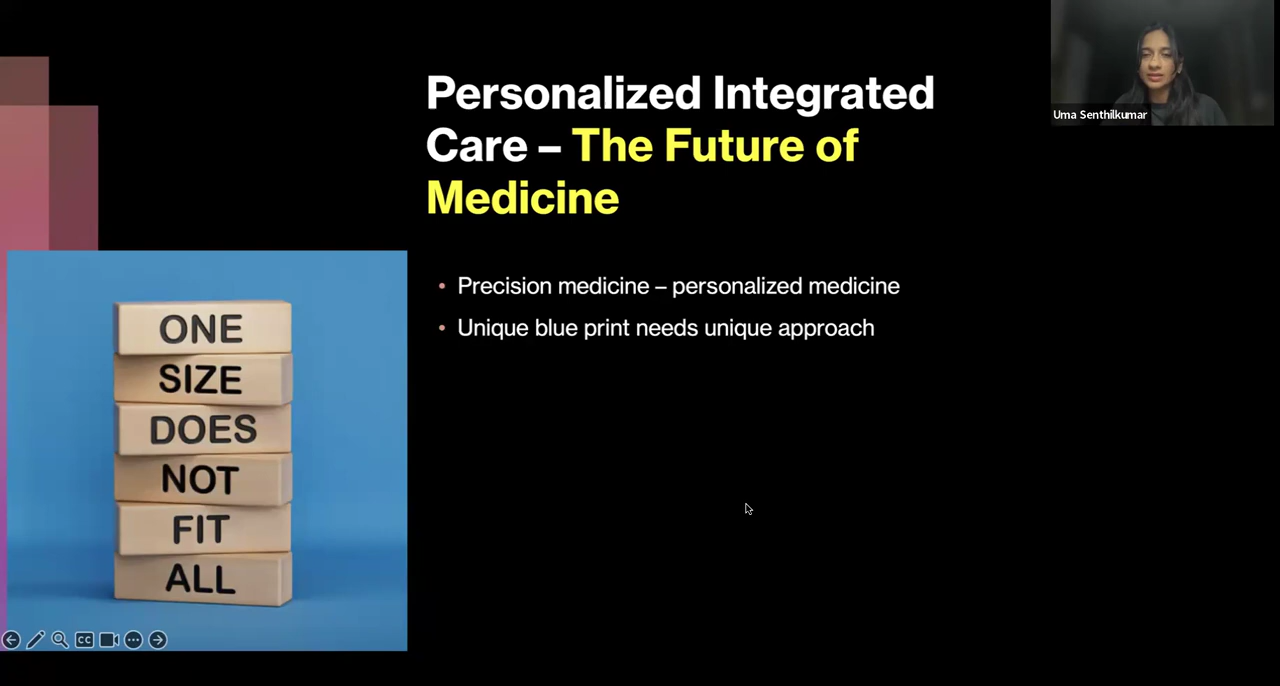 Personalized Integrated
Care – The Future of
Medicine
Uma Senthilkumar
• Precision medicine – personalized medicine
• Unique blue print needs unique approach
ONE
SIZE
DOES
NOT
FIT
ALL
CC